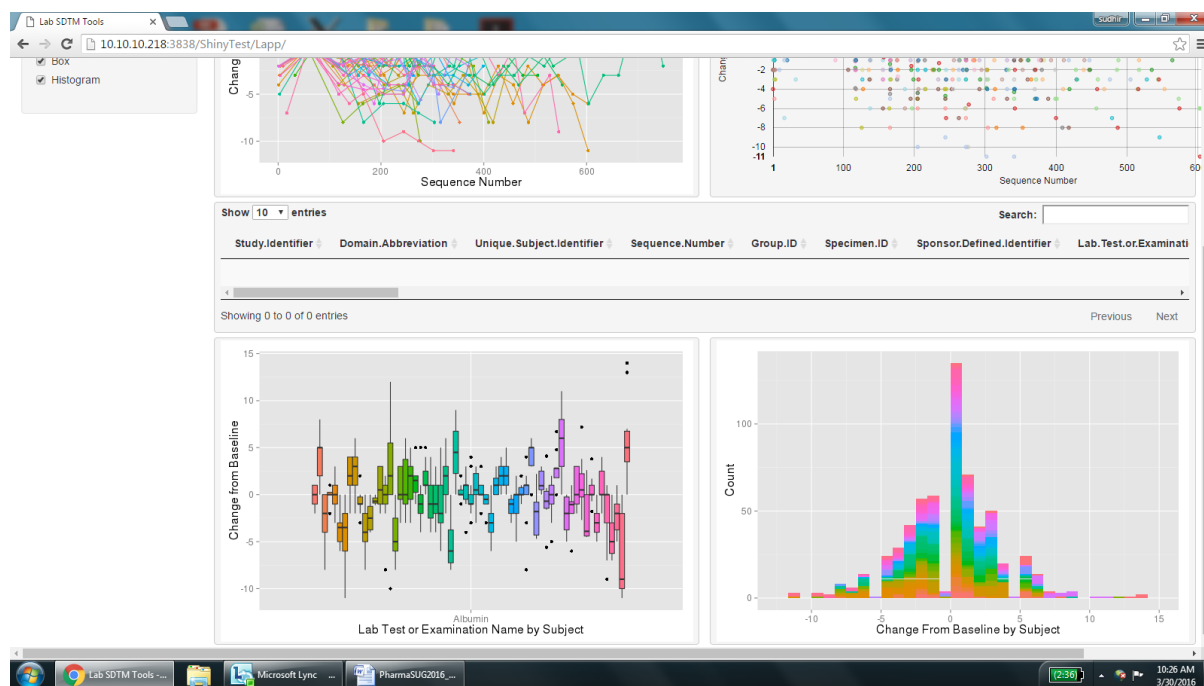 Lab SDTM Tools
sudhir
10.10.10.218:3838/ShinyTest/Lapp/
Box
Histogram
Chang
-5
-10
0 200 400 600
Sequence Number
Chang
-2
-4
-6
-8
-10
-11
1 100 200 300 400 500 60
Sequence Number
Show 10 entries
Search:
Study.Identifier Domain.Abbreviation Unique.Subject.Identifier Sequence.Number Group.ID Specimen.ID Sponsor.Defined.Identifier Lab.Test.or.Examinati
Showing 0 to 0 of 0 entries
Previous Next
15
10
5
0
-5
-10
Change from Baseline
Albumin
Lab Test or Examination Name by Subject
100
50
0
Count
-10 -5 0 5 10 15
Change From Baseline by Subject
Lab SDTM Tools -...
Microsoft Lync ...
PharmaSUG2016_...
(2:36)
10:26 AM
3/30/2016